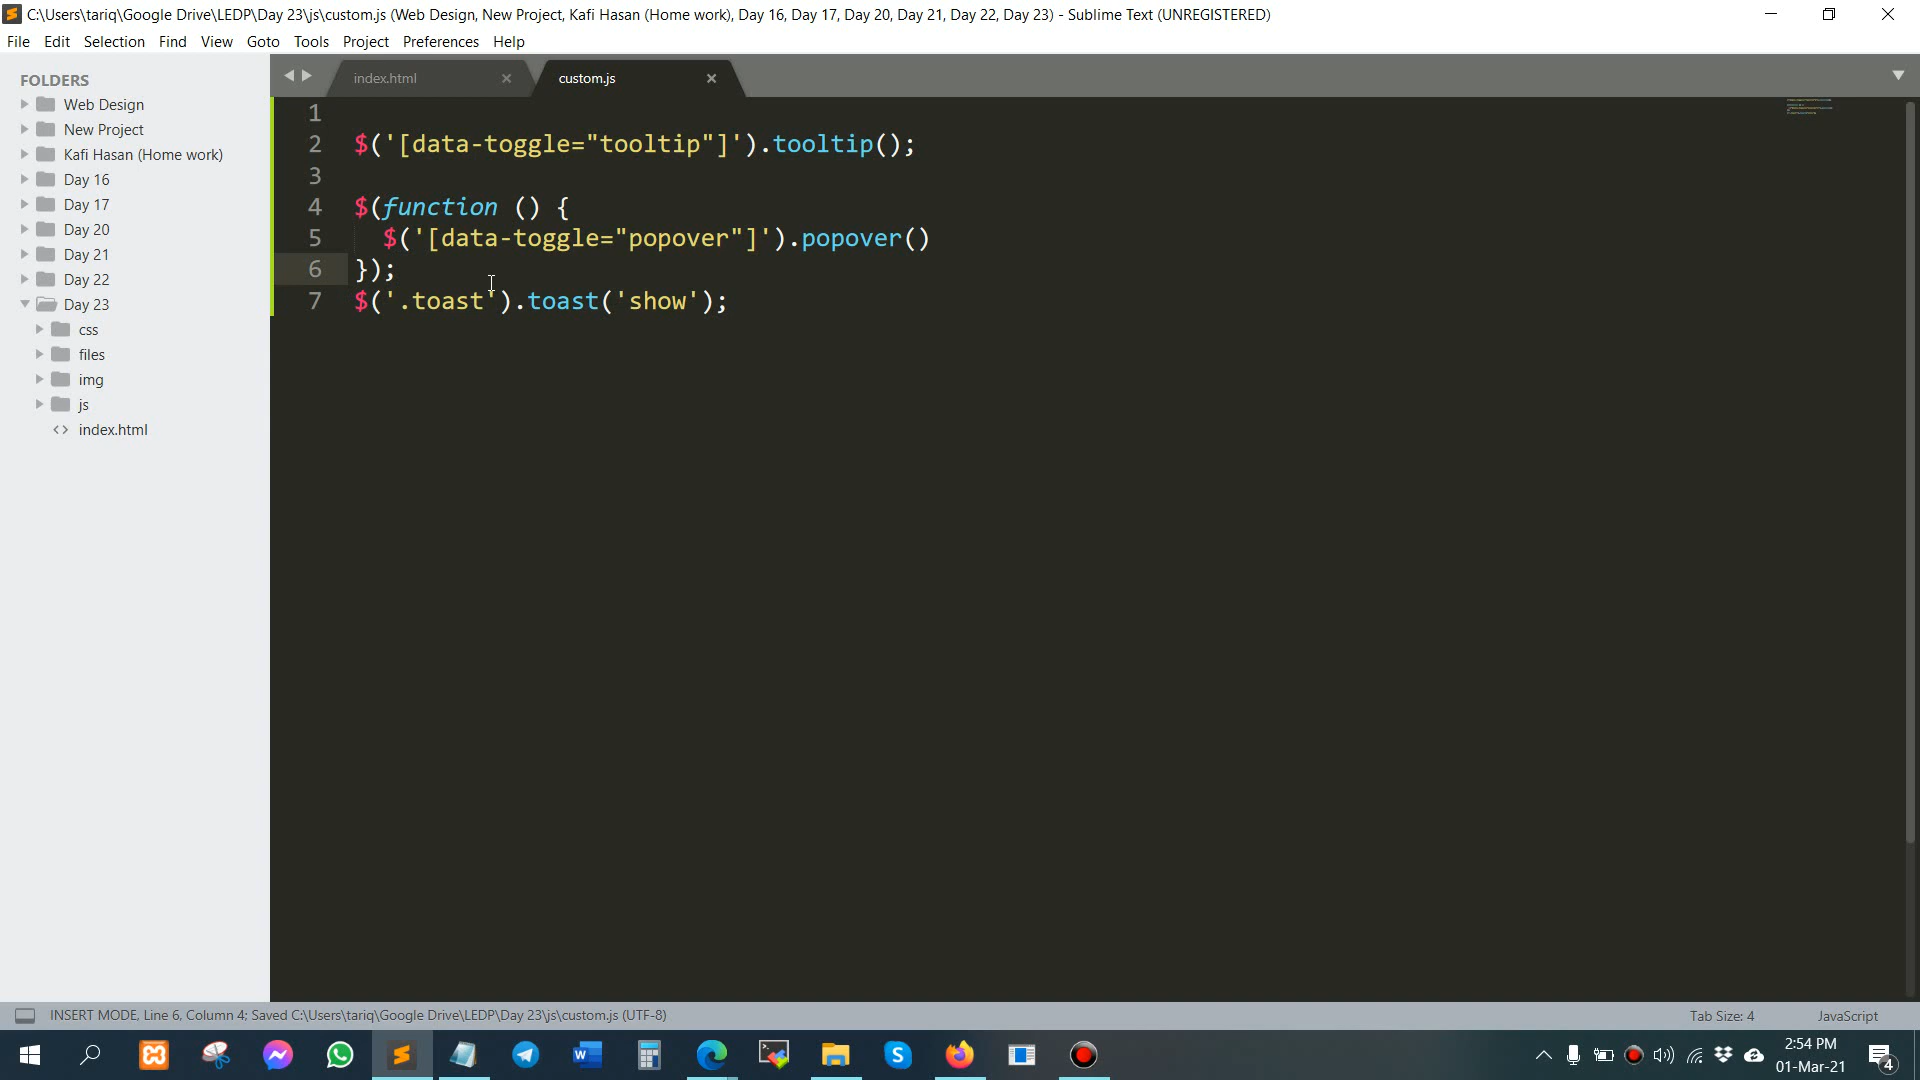 C:\Users\tariq\Google Drive\LEDP\Day 23\js\custom.js (Web Design, New Project, Kafi Hasan (Home work), Day 16, Day 17, Day 20, Day 21, Day 22, Day 23) - Sublime Text (UNREGISTERED)
File Edit Selection Find View Goto Tools Project Preferences Help
FOLDERS
Web Design
New Project
Kafi Hasan (Home work)
Day 16
Day 17
Day 20
Day 21
Day 22
Day 23
css
files
img
js
<> index.html
index.html × custom.js ×
1
2 $('[data-toggle="tooltip"]').tooltip();
3
4 $(function () {
5   $('[data-toggle="popover"]').popover()
6 });
7 $('.toast').toast('show');
INSERT MODE, Line 6, Column 4; Saved C:\Users\tariq\Google Drive\LEDP\Day 23\js\custom.js (UTF-8) Tab Size: 4 JavaScript
2:54 PM
01-Mar-21
4